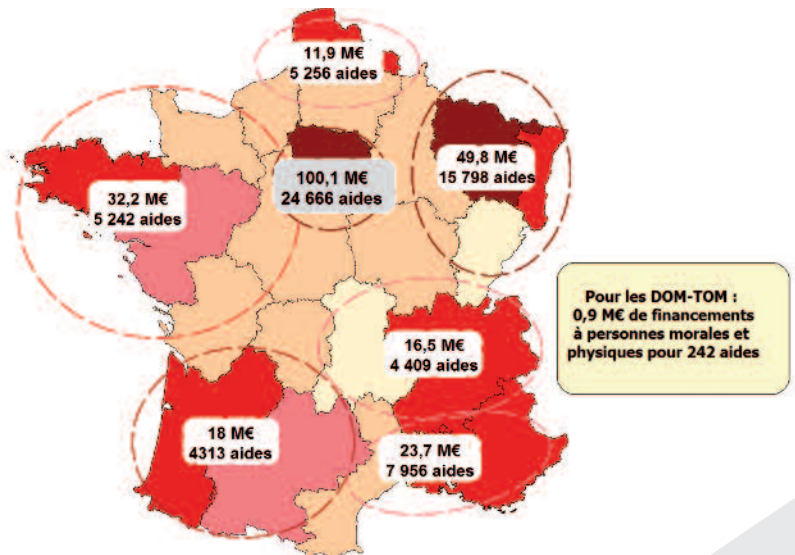 11,9 M€
5 256 aides
49,8 M€
15 798 aides
100,1 M€
24 666 aides
32,2 M€
5 242 aides
Pour les DOM-TOM :
0,9 M€ de financements
à personnes morales et
physiques pour 242 aides
16,5 M€
4 409 aides
18 M€
4313 aides
23,7 M€
7 956 aides